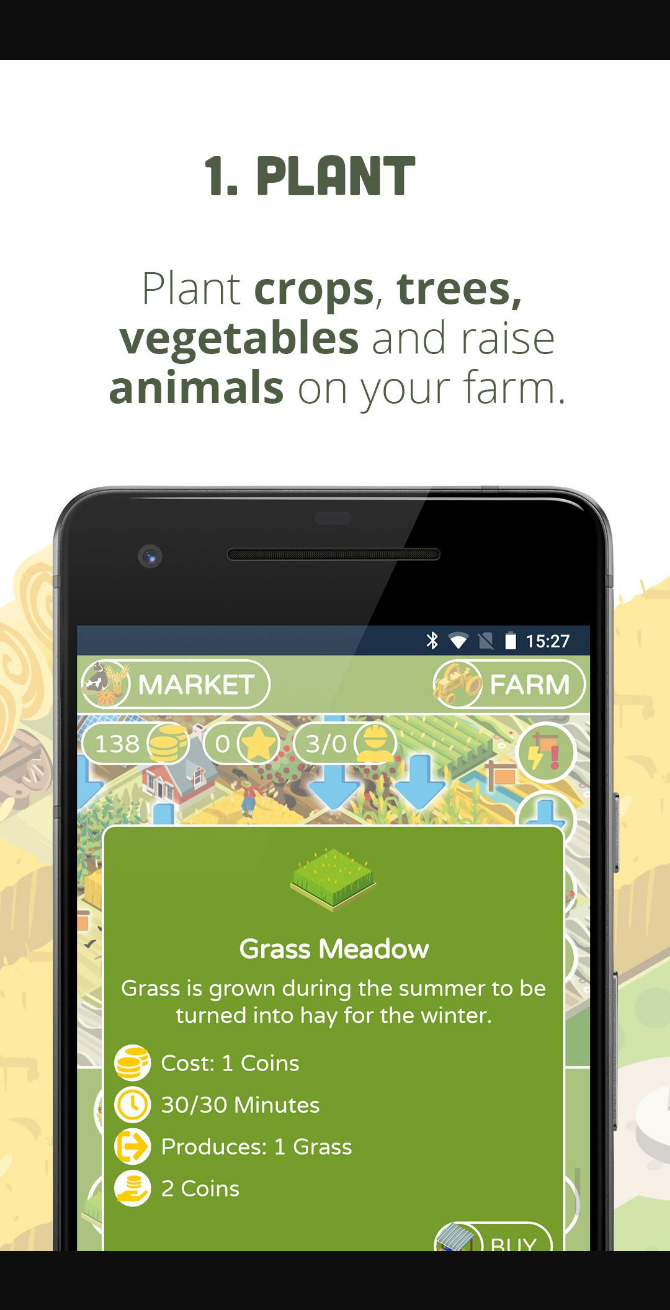 1. PLANT
Plant crops, trees,
vegetables and raise
animals on your farm.
15:27
MARKET
FARM
138
0
3/0
Grass Meadow
Grass is grown during the summer to be
turned into hay for the winter.
Cost: 1 Coins
30/30 Minutes
Produces: 1 Grass
2 Coins
BUY